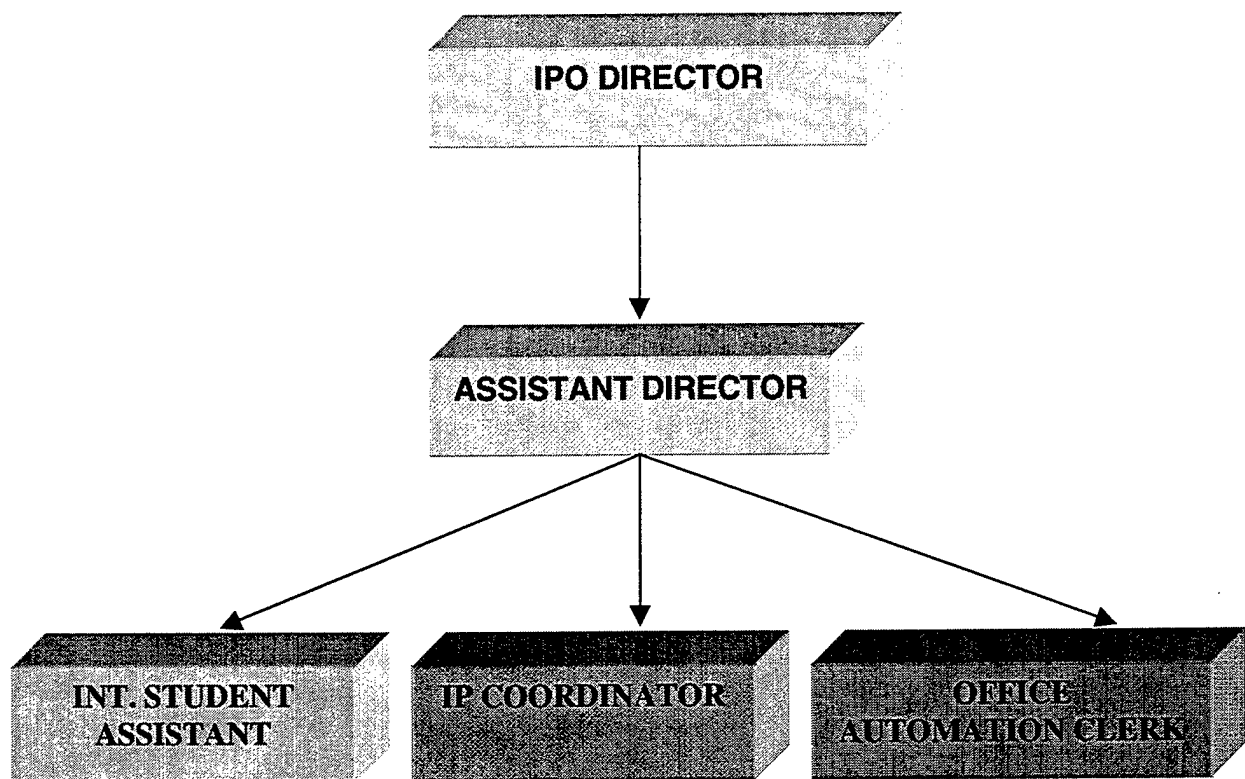 IPO DIRECTOR
ASSISTANT DIRECTOR
INT. STUDENT
ASSISTANT
IP COORDINATOR
OFFICE
AUTOMATION CLERK